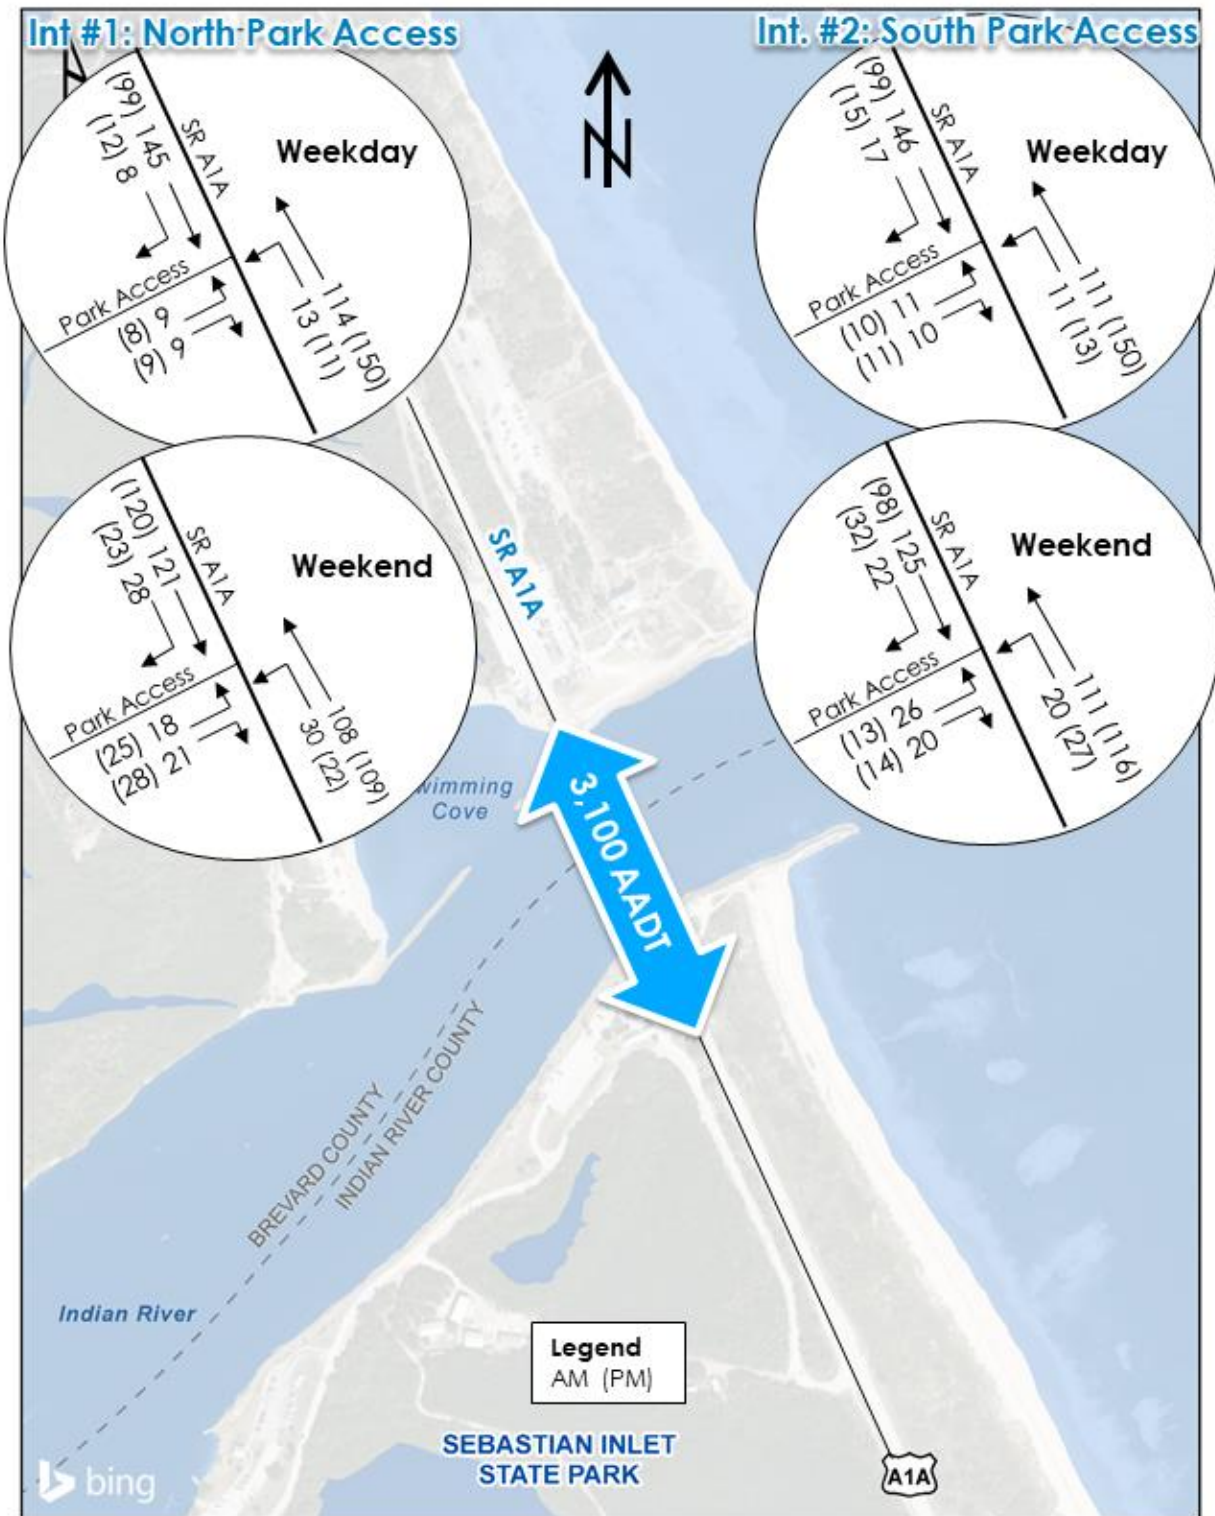 Int #1: North Park Access
Int. #2: South Park Access
(99) 145
(12) 8
SR A1A
Weekday
Park Access
(8) 9
(9) 9
114 (150)
13 (11)
(99) 146
(15) 17
SR A1A
Weekday
Park Access
(10) 11
(11) 10
111 (150)
11 (13)
(120) 121
(23) 28
SR A1A
Weekend
Park Access
(25) 18
(28) 21
108 (109)
30 (22)
(98) 125
(32) 22
SR A1A
Weekend
Park Access
(13) 26
(14) 20
111 (116)
20 (27)
N
SR A1A
wimming
Cove
3,100 AADT
BREVARD COUNTY
INDIAN RIVER COUNTY
Indian River
Legend
AM (PM)
SEBASTIAN INLET
STATE PARK
A1A
bing